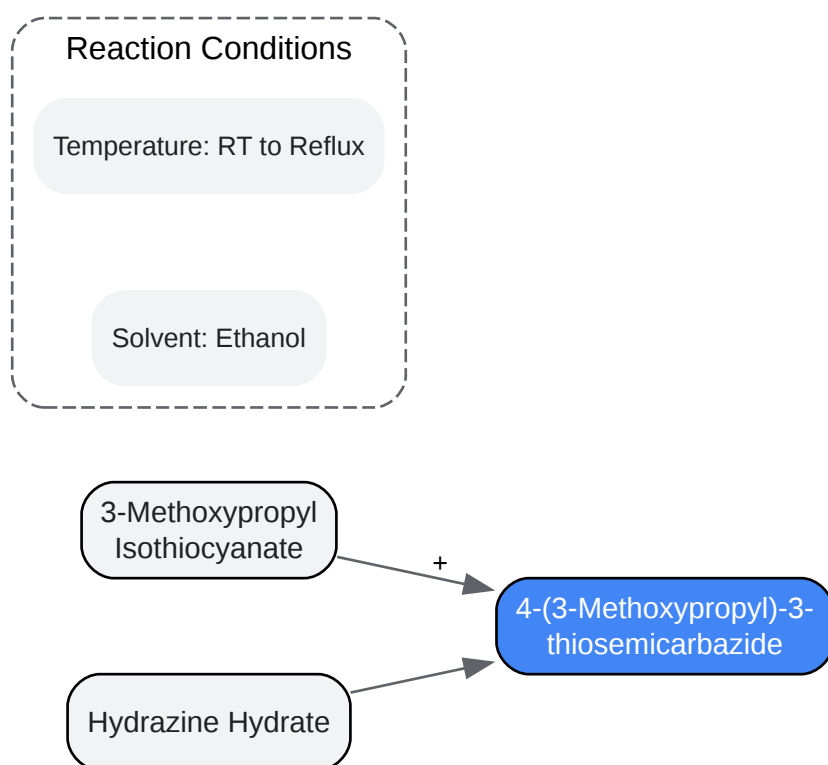 Reaction Conditions
Temperature: RT to Reflux
Solvent: Ethanol
3-Methoxypropyl
Isothiocyanate
+
4-(3-Methoxypropyl)-3-
thiosemicarbazide
Hydrazine Hydrate